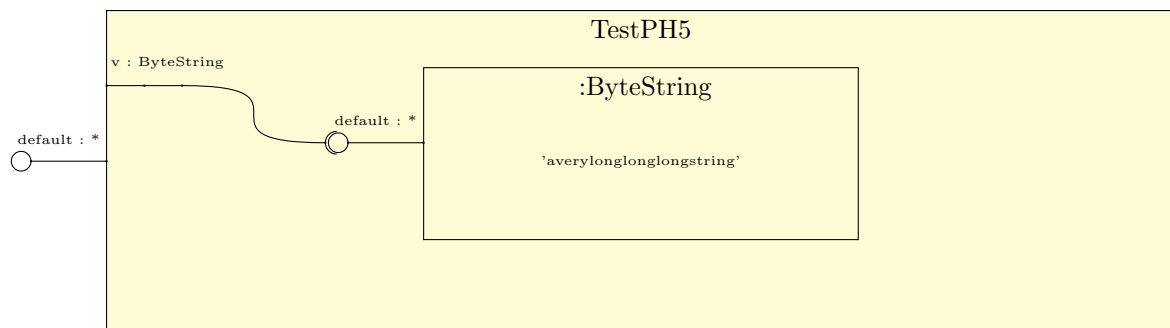 TestPH5
v : ByteString
:ByteString
default : *
default : *
'averylonglonglongstring'